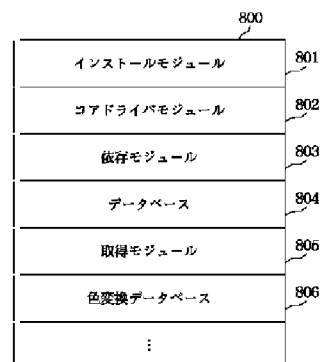 800
インストールモジュール 801
コアドライバモジュール 802
依存モジュール 803
データベース 804
取得モジュール 805
色変換データベース 806
⋮